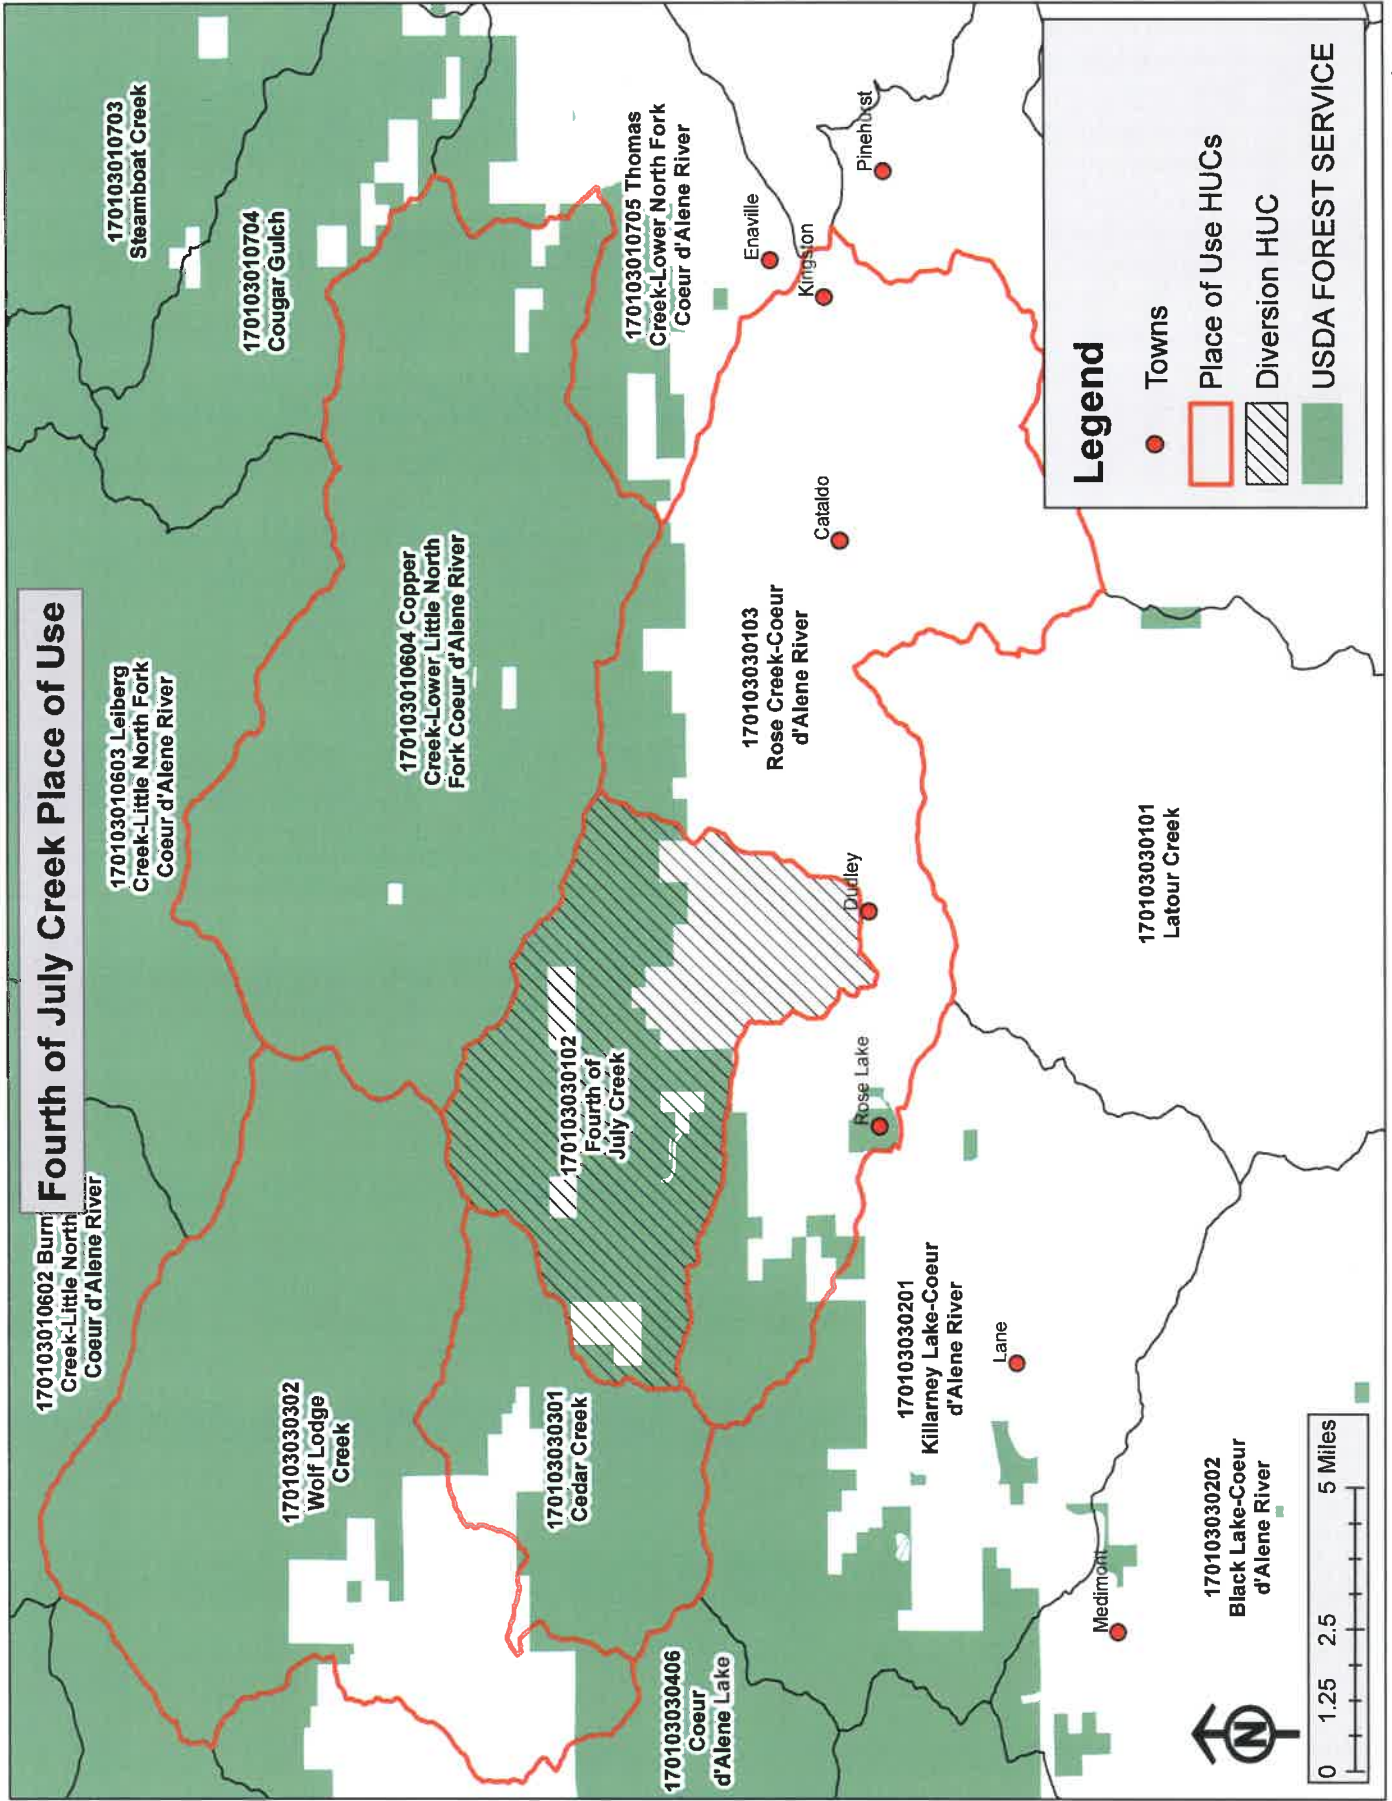 Fourth of July Creek Place of Use
170103010602 Burn
Creek-Little North
Coeur d'Alene River
170103010603 Leiberg
Creek-Little North Fork
Coeur d'Alene River
170103010703
Steamboat Creek
170103010704
Cougar Gulch
170103030302
Wolf Lodge
Creek
170103010604 Copper
Creek-Lower Little North
Fork Coeur d'Alene River
170103030301
Cedar Creek
170103030102
Fourth of
July Creek
170103010705 Thomas
Creek-Lower North Fork
Coeur d'Alene River
170103030406
Coeur
d'Alene Lake
170103030103
Rose Creek-Coeur
d'Alene River
Enaville
Kingston
Pinehurst
Cataldo
Dudley
Rose Lake
170103030201
Killarney Lake-Coeur
d'Alene River
Lane
170103030101
Latour Creek
Medimont
170103030202
Black Lake-Coeur
d'Alene River
N
0 1.25 2.5 5 Miles
Legend
Towns
Place of Use HUCs
Diversion HUC
USDA FOREST SERVICE